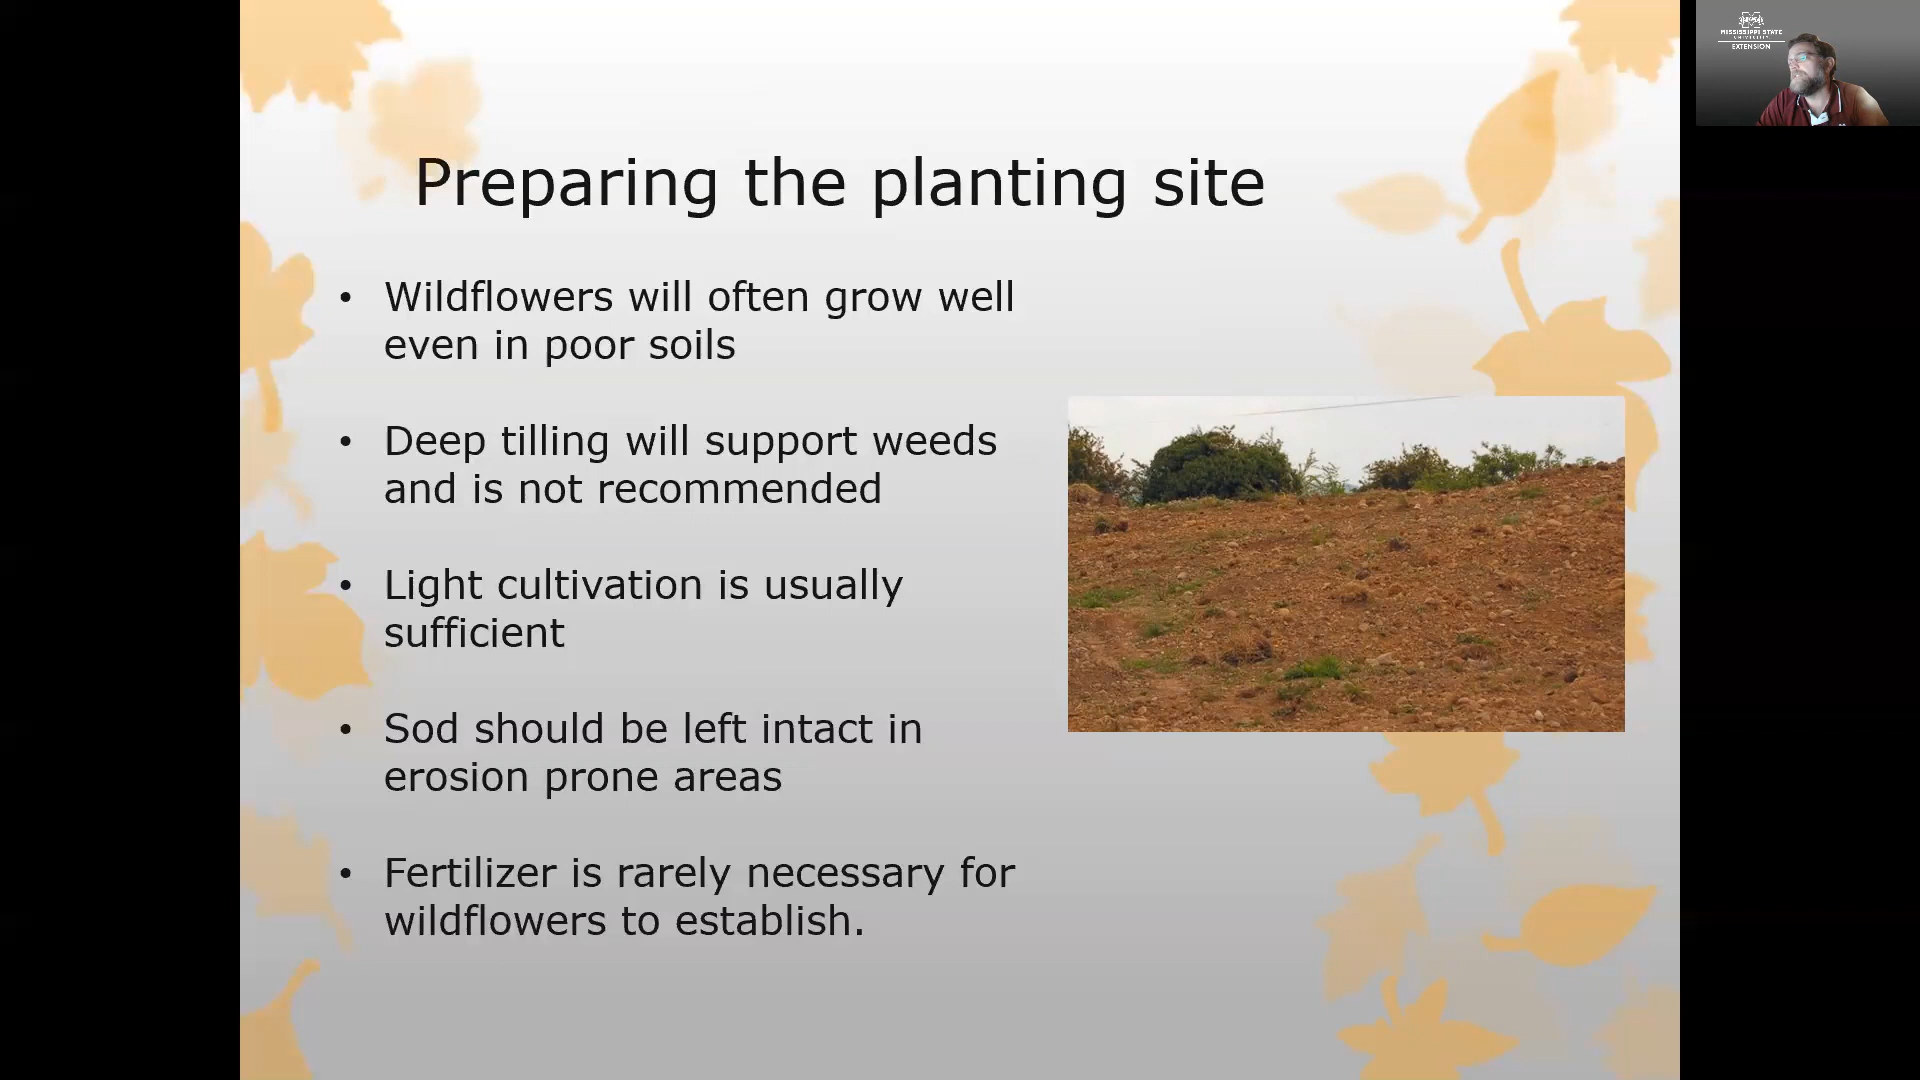 MISSISSIPPI STATE
UNIVERSITY
EXTENSION
Preparing the planting site
• Wildflowers will often grow well
even in poor soils
• Deep tilling will support weeds
and is not recommended
• Light cultivation is usually
sufficient
• Sod should be left intact in
erosion prone areas
• Fertilizer is rarely necessary for
wildflowers to establish.